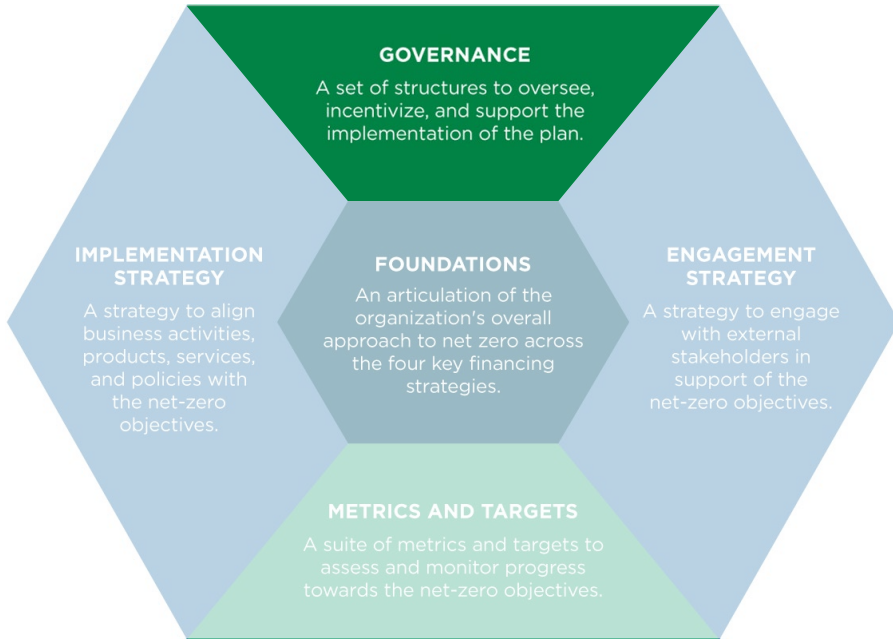 GOVERNANCE
A set of structures to oversee,
incentivize, and support the
implementation of the plan.
IMPLEMENTATION
STRATEGY
A strategy to align
business activities,
products, services,
and policies with
the net-zero
objectives.
FOUNDATIONS
An articulation of the
organization's overall
approach to net zero across
the four key financing
strategies.
ENGAGEMENT
STRATEGY
A strategy to engage
with external
stakeholders in
support of the
net-zero objectives.
METRICS AND TARGETS
A suite of metrics and targets to
assess and monitor progress
towards the net-zero objectives.